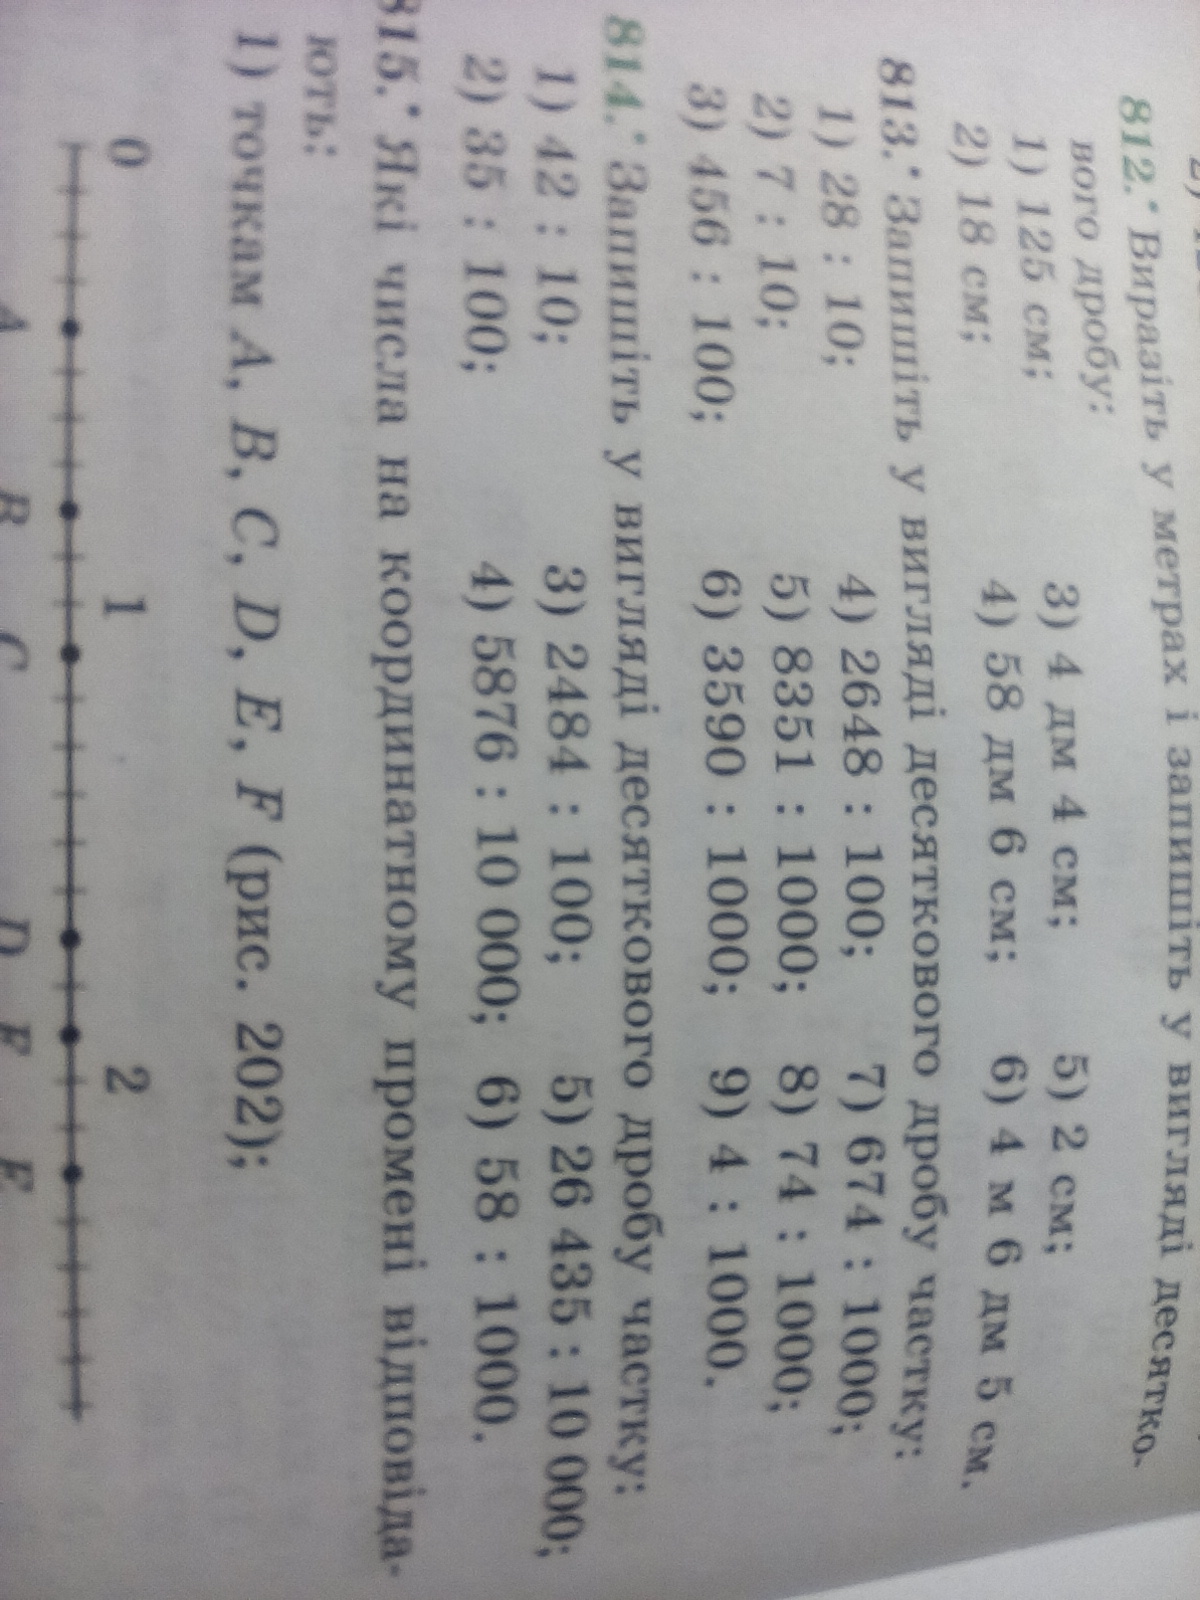 812.• Виразіть у метрах і запишіть у вигляді десятко-
вого дробу:
1) 125 см; 3) 4 дм 4 см; 5) 2 см;
2) 18 см; 4) 58 дм 6 см; 6) 4 м 6 дм 5 см.
813.• Запишіть у вигляді десяткового дробу частку:
1) 28 : 10; 4) 2648 : 100; 7) 674 : 1000;
2) 7 : 10; 5) 8351 : 1000; 8) 74 : 1000;
3) 456 : 100; 6) 3590 : 1000; 9) 4 : 1000.
814.• Запишіть у вигляді десяткового дробу частку:
1) 42 : 10; 3) 2484 : 100; 5) 26 435 : 10 000;
2) 35 : 100; 4) 5876 : 10 000; 6) 58 : 1000.
815.• Які числа на координатному промені відповіда-
ють:
1) точкам A, B, C, D, E, F (рис. 202);
0 1 2
A B C D E F